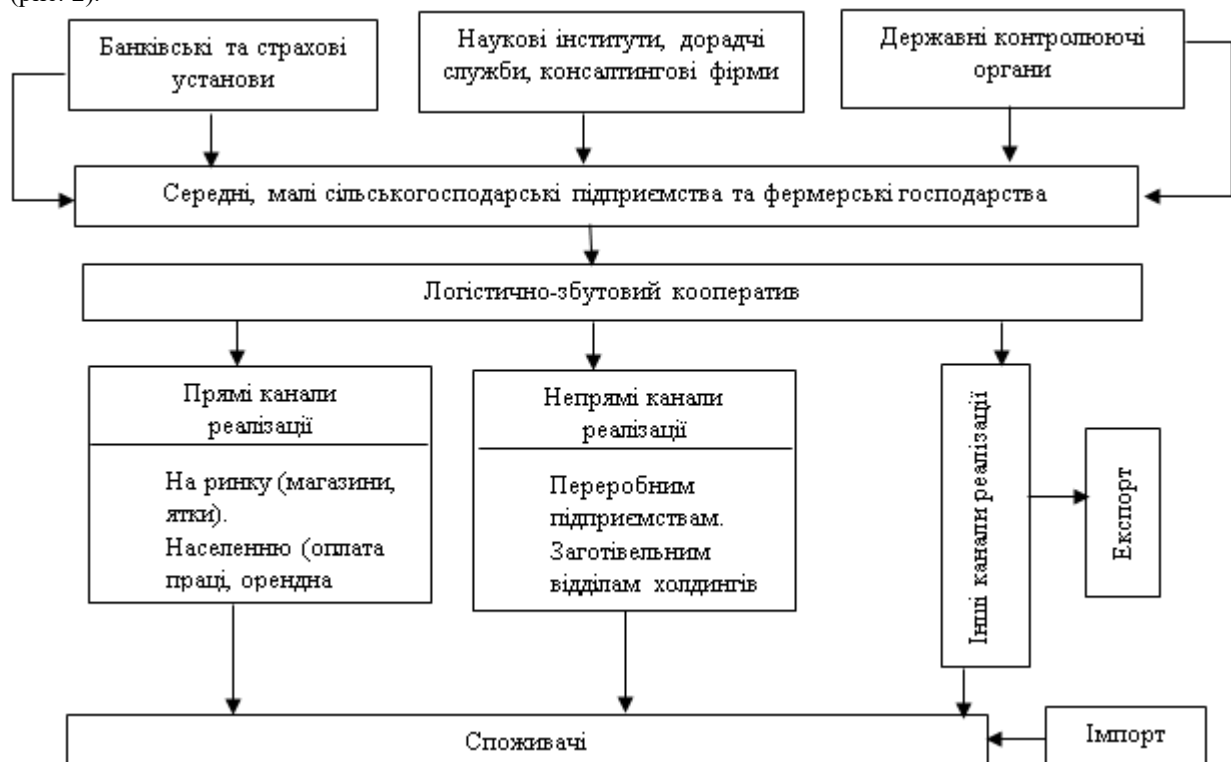 (рис. 2).
Банківські та страхові
установи
Наукові інститути, дорадчі
служби, консалтингові фірми
Державні контролюючі
органи
Середні, малі сільськогосподарські підприємства та фермерські господарства
Логістично-збутовий кооператив
Прямі канали
реалізації
На ринку (магазини,
ятки).
Населенню (оплата
праці, орендна
Непрямі канали
реалізації
Переробним
підприємствам.
Заготівельним
відділам холдингів
Інші канали реалізації
Експорт
Споживачі
Імпорт